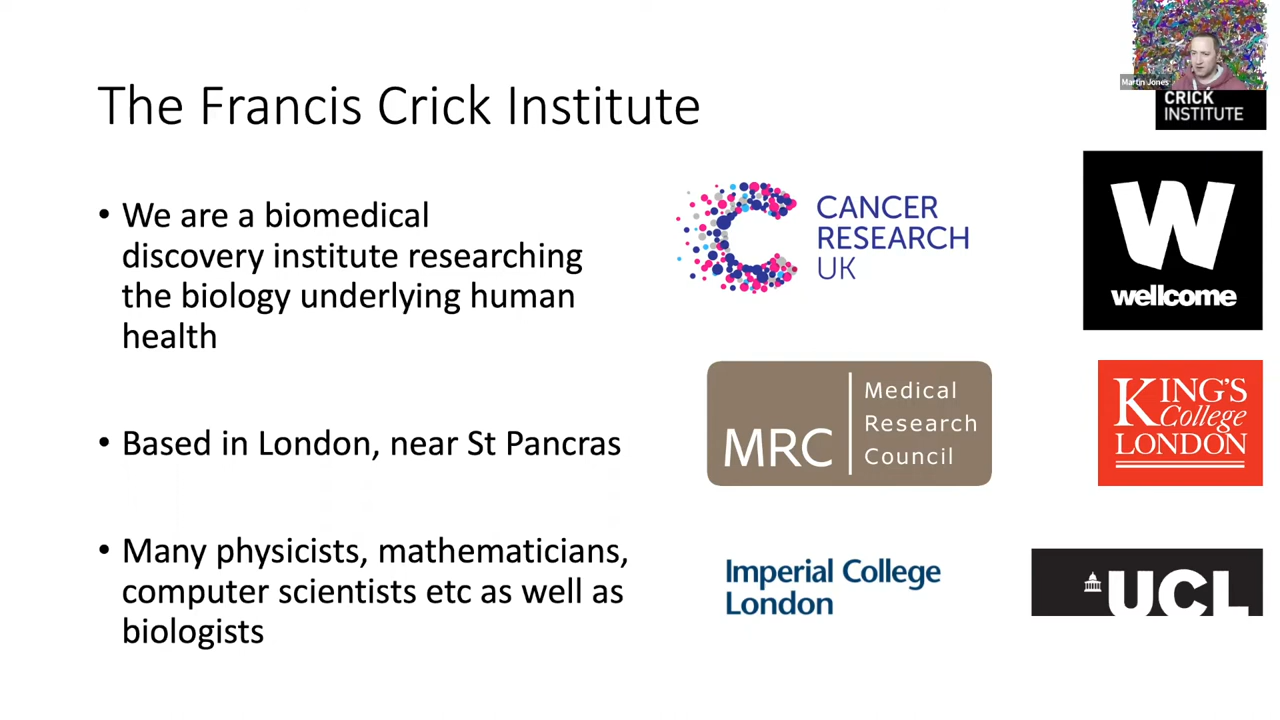 Martin Jones
CRICK
INSTITUTE
The Francis Crick Institute
• We are a biomedical
discovery institute researching
the biology underlying human
health
• Based in London, near St Pancras
• Many physicists, mathematicians,
computer scientists etc as well as
biologists
CANCER
RESEARCH
UK
W
wellcome
MRC
Medical
Research
Council
KING'S
College
LONDON
Imperial College
London
UCL